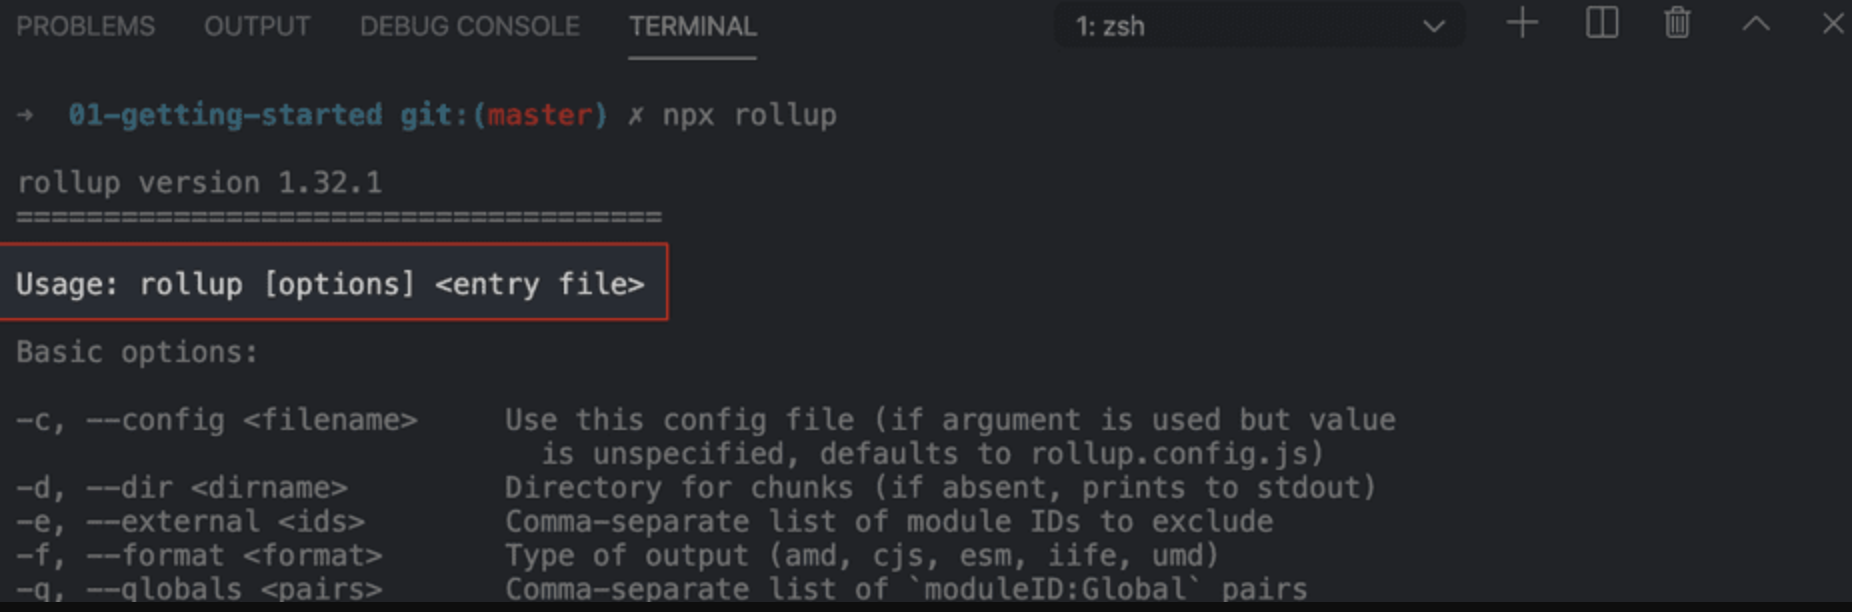 PROBLEMS OUTPUT DEBUG CONSOLE TERMINAL 1: zsh
→ 01-getting-started git:(master) ✗ npx rollup
rollup version 1.32.1
=====================================
Usage: rollup [options] <entry file>
Basic options:
-c, --config <filename> Use this config file (if argument is used but value
is unspecified, defaults to rollup.config.js)
-d, --dir <dirname> Directory for chunks (if absent, prints to stdout)
-e, --external <ids> Comma-separate list of module IDs to exclude
-f, --format <format> Type of output (amd, cjs, esm, iife, umd)
-g, --globals <pairs> Comma-separate list of `moduleID:Global` pairs